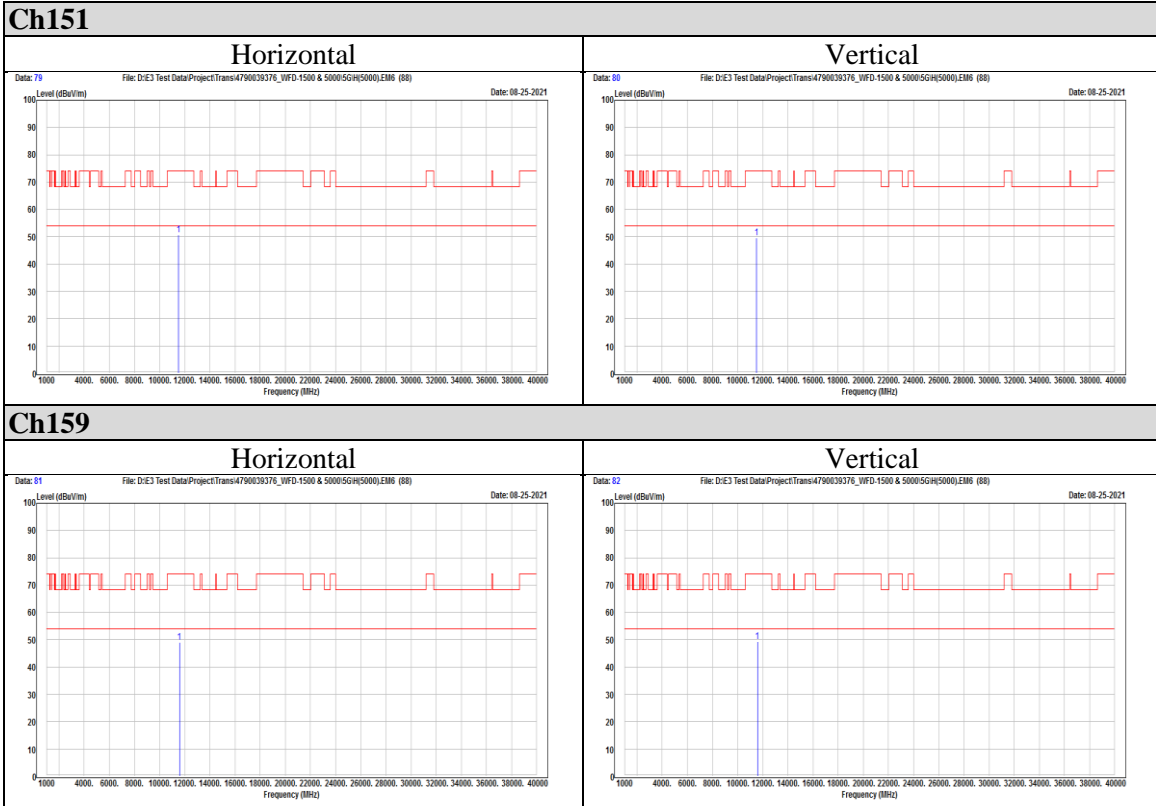 Ch151
Horizontal Vertical
Data: 79 File: D:\E3 Test Data\Project\Trans\4790039376_WFD-1500 & 5000\5G\H(5000).EM6 (88)
Date: 08-25-2021
Level (dBuV/m)
100
90
80
70
60
50
40
30
20
10
0
1
1000 4000. 6000. 8000. 10000. 12000. 14000. 16000. 18000. 20000. 22000. 24000. 26000. 28000. 30000. 32000. 34000. 36000. 38000. 40000
Frequency (MHz)
Data: 80 File: D:\E3 Test Data\Project\Trans\4790039376_WFD-1500 & 5000\5G\H(5000).EM6 (88)
Date: 08-25-2021
Level (dBuV/m)
100
90
80
70
60
50
40
30
20
10
0
1
1000 4000. 6000. 8000. 10000. 12000. 14000. 16000. 18000. 20000. 22000. 24000. 26000. 28000. 30000. 32000. 34000. 36000. 38000. 40000
Frequency (MHz)
Ch159
Horizontal Vertical
Data: 81 File: D:\E3 Test Data\Project\Trans\4790039376_WFD-1500 & 5000\5G\H(5000).EM6 (88)
Date: 08-25-2021
Level (dBuV/m)
100
90
80
70
60
50
40
30
20
10
0
1
1000 4000. 6000. 8000. 10000. 12000. 14000. 16000. 18000. 20000. 22000. 24000. 26000. 28000. 30000. 32000. 34000. 36000. 38000. 40000
Frequency (MHz)
Data: 82 File: D:\E3 Test Data\Project\Trans\4790039376_WFD-1500 & 5000\5G\H(5000).EM6 (88)
Date: 08-25-2021
Level (dBuV/m)
100
90
80
70
60
50
40
30
20
10
0
1
1000 4000. 6000. 8000. 10000. 12000. 14000. 16000. 18000. 20000. 22000. 24000. 26000. 28000. 30000. 32000. 34000. 36000. 38000. 40000
Frequency (MHz)